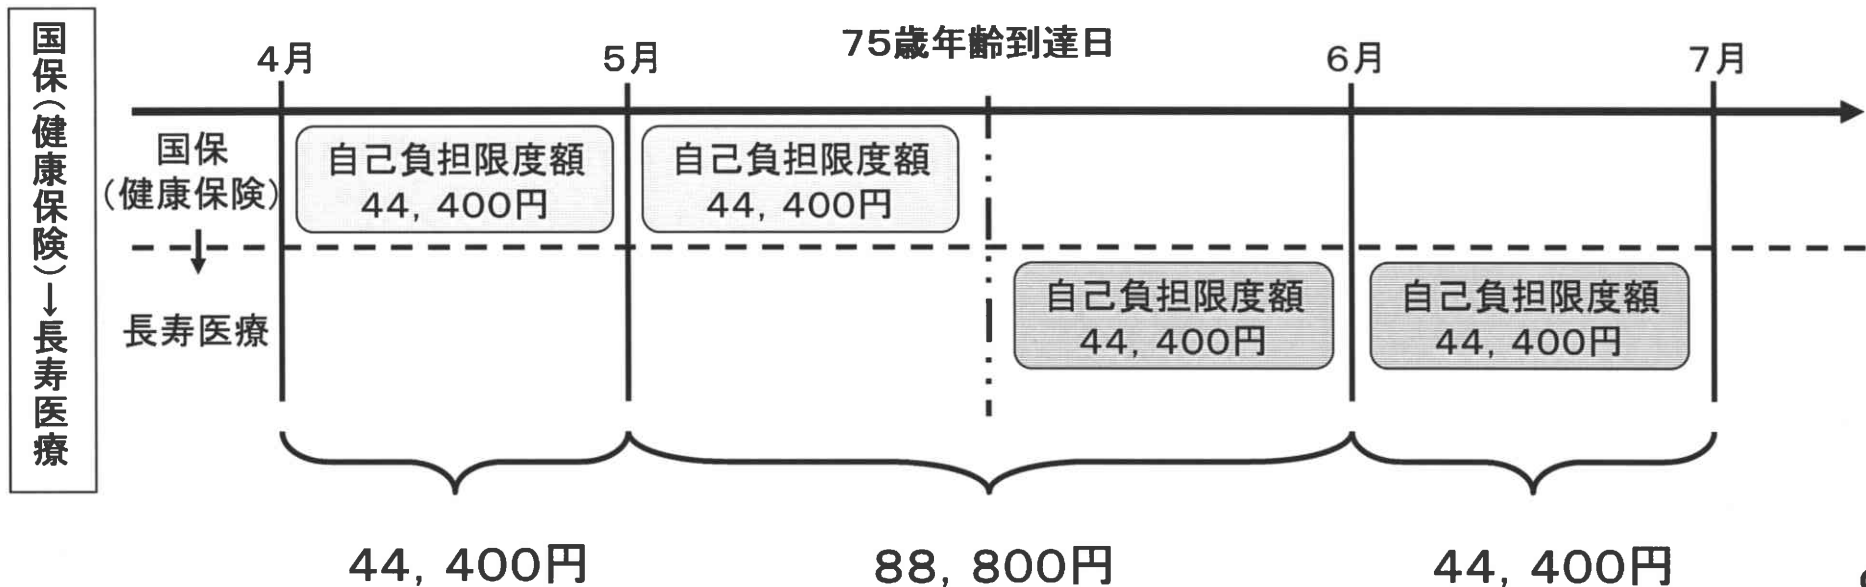 国保(健康保険)→長寿医療
75歳年齢到達日
4月
5月
6月
7月
国保
(健康保険)
長寿医療
自己負担限度額
44,400円
自己負担限度額
44,400円
自己負担限度額
44,400円
自己負担限度額
44,400円
44,400円
88,800円
44,400円